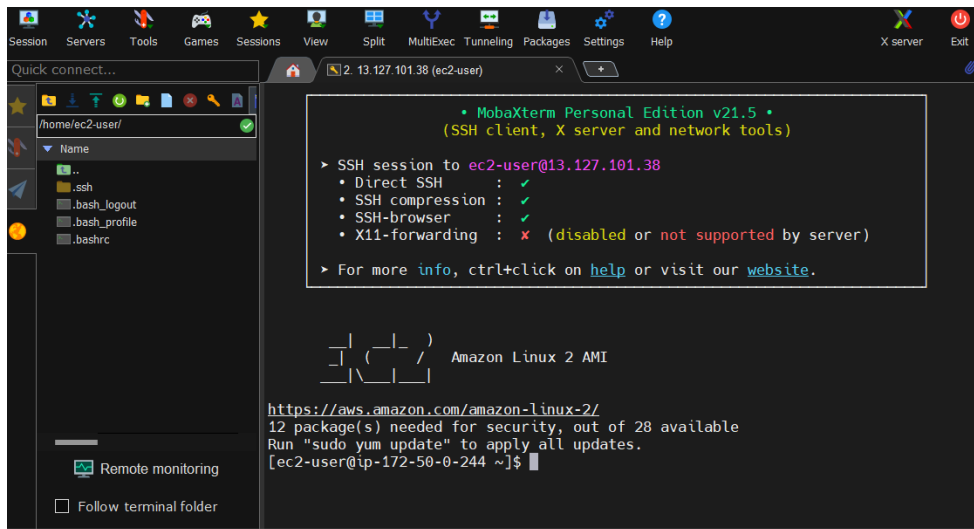 Session Servers Tools Games Sessions View Split MultiExec Tunneling Packages Settings Help X server Exit
Quick connect...
2. 13.127.101.38 (ec2-user)
/home/ec2-user/
Name
..
.ssh
.bash_logout
.bash_profile
.bashrc
Remote monitoring
Follow terminal folder
• MobaXterm Personal Edition v21.5 •
(SSH client, X server and network tools)
➤ SSH session to ec2-user@13.127.101.38
• Direct SSH : ✔
• SSH compression : ✔
• SSH-browser : ✔
• X11-forwarding : ✘ (disabled or not supported by server)
➤ For more info, ctrl+click on help or visit our website.
__| __|_ )
_| ( / Amazon Linux 2 AMI
___|\___|___|
https://aws.amazon.com/amazon-linux-2/
12 package(s) needed for security, out of 28 available
Run "sudo yum update" to apply all updates.
[ec2-user@ip-172-50-0-244 ~]$